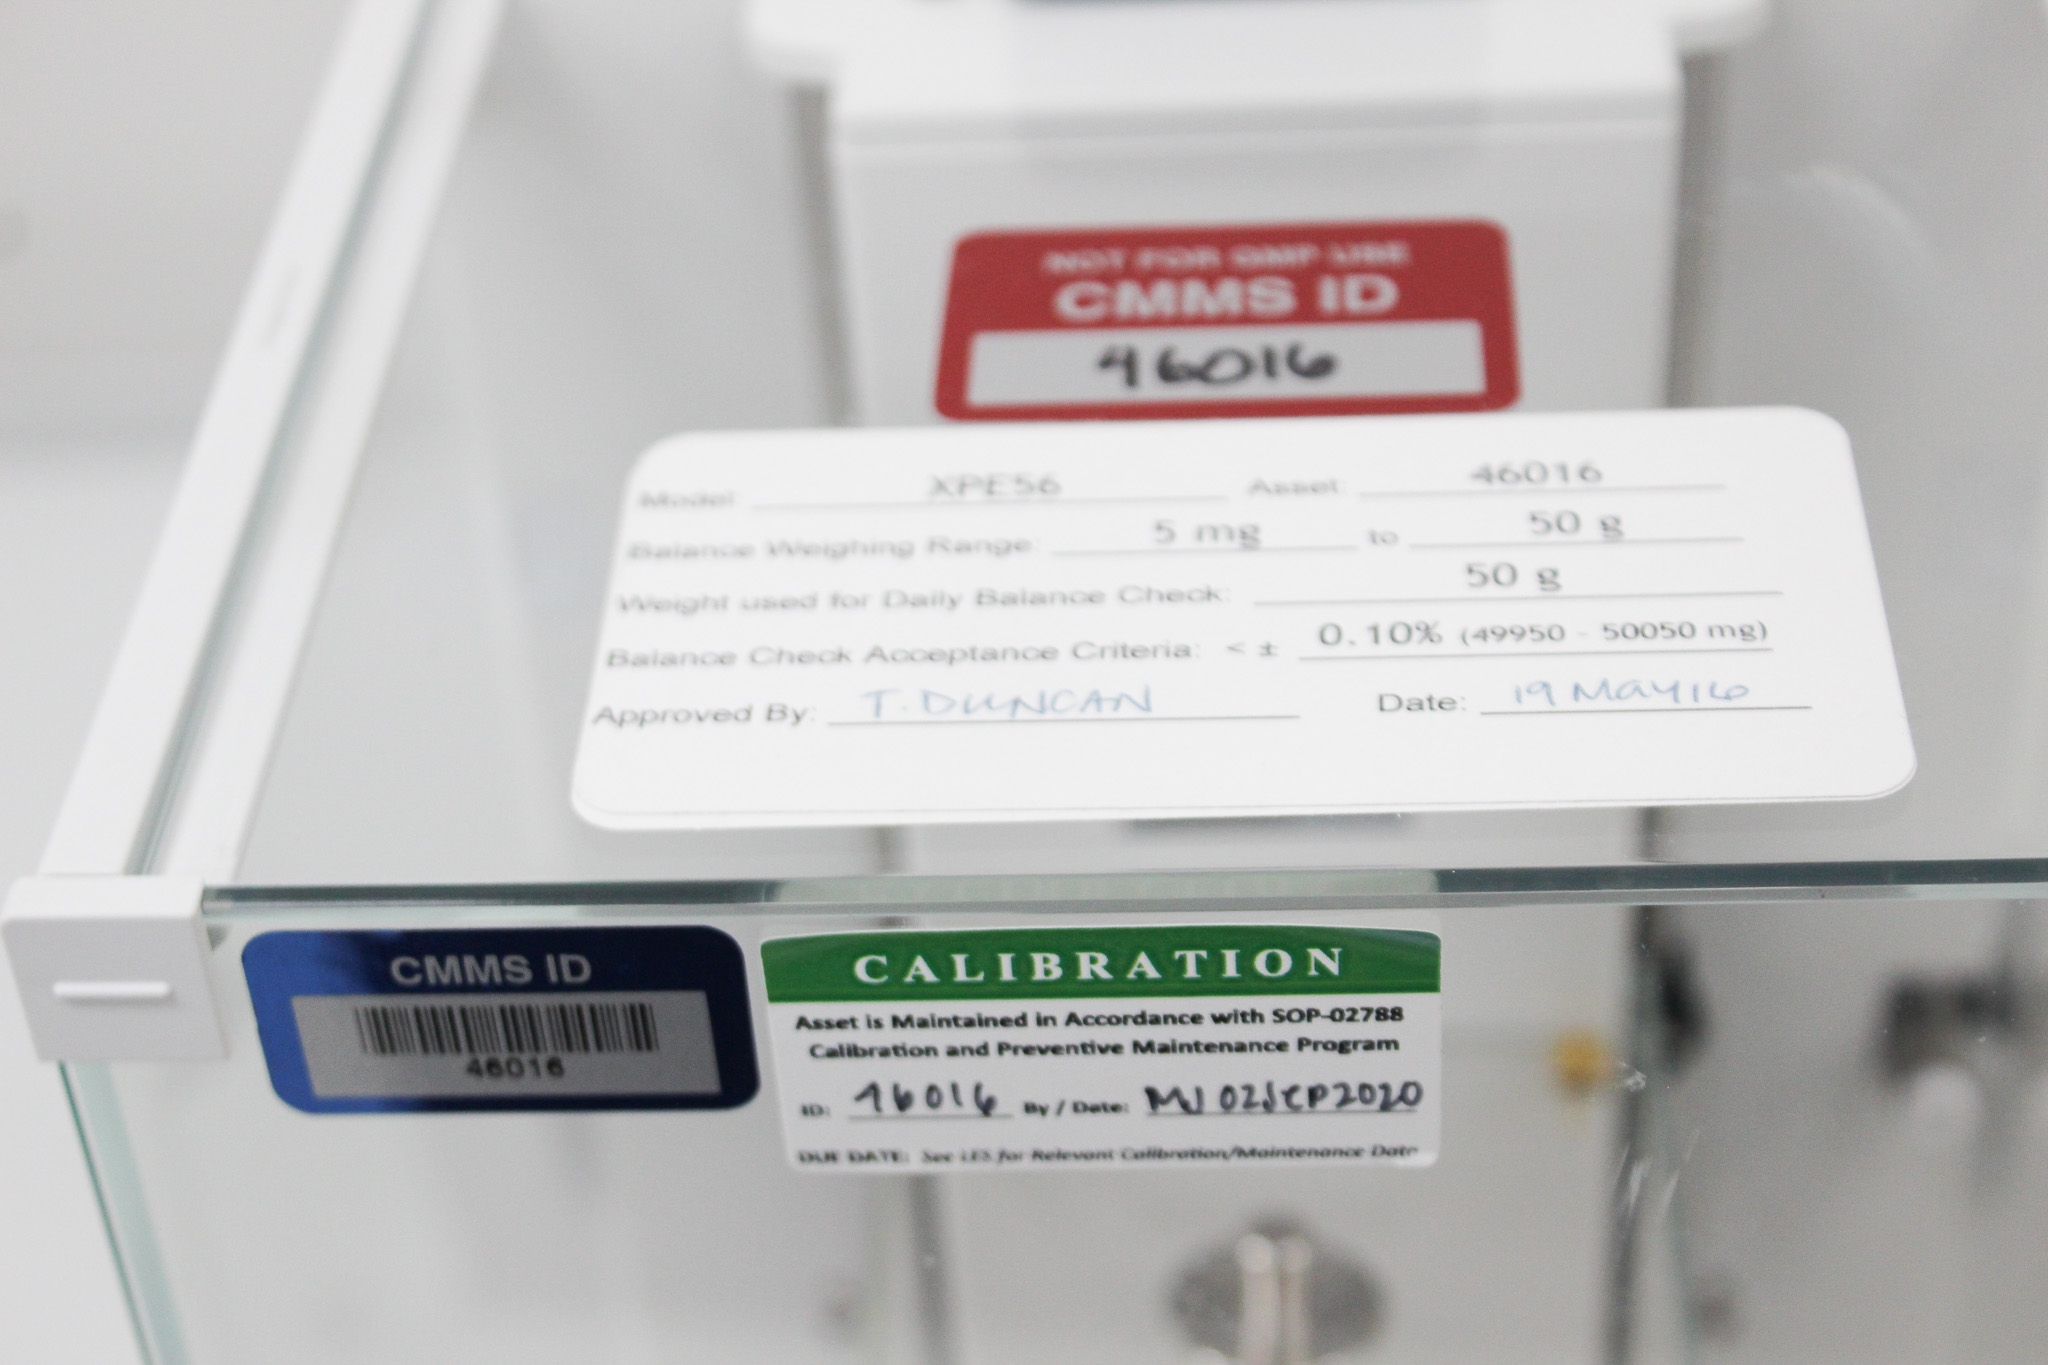 NOT FOR GMP USE
CMMS ID
46016
Model: XPE56 Asset: 46016
Balance Weighing Range: 5 mg to 50 g
Weight used for Daily Balance Check: 50 g
Balance Check Acceptance Criteria: < ± 0.10% (49950 - 50050 mg)
Approved By: T. DUNCAN Date: 19 May 16
CMMS ID
46016
CALIBRATION
Asset is Maintained in Accordance with SOP-02788
Calibration and Preventive Maintenance Program
ID: 46016 By / Date: MJ 02SEP2020
DUE DATE: See LES for Relevant Calibration/Maintenance Date